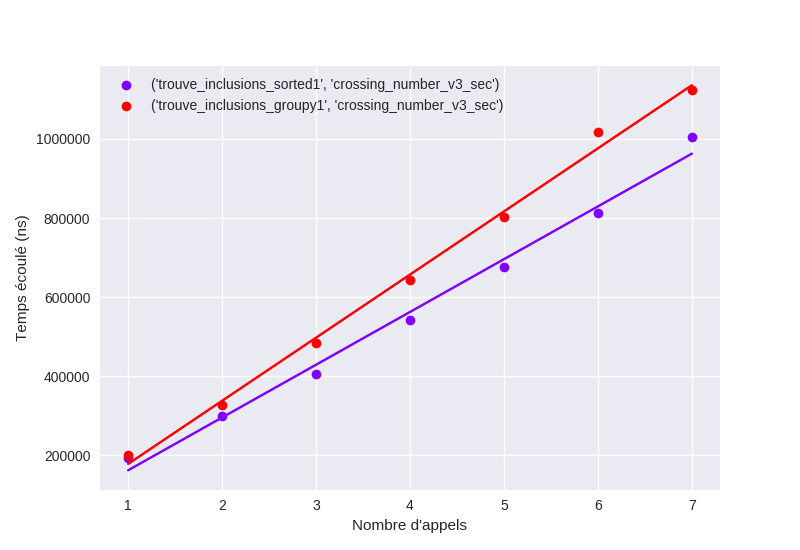 ('trouve_inclusions_sorted1', 'crossing_number_v3_sec')
('trouve_inclusions_groupy1', 'crossing_number_v3_sec')
1000000
800000
600000
400000
200000
Temps écoulé (ns)
1 2 3 4 5 6 7
Nombre d'appels